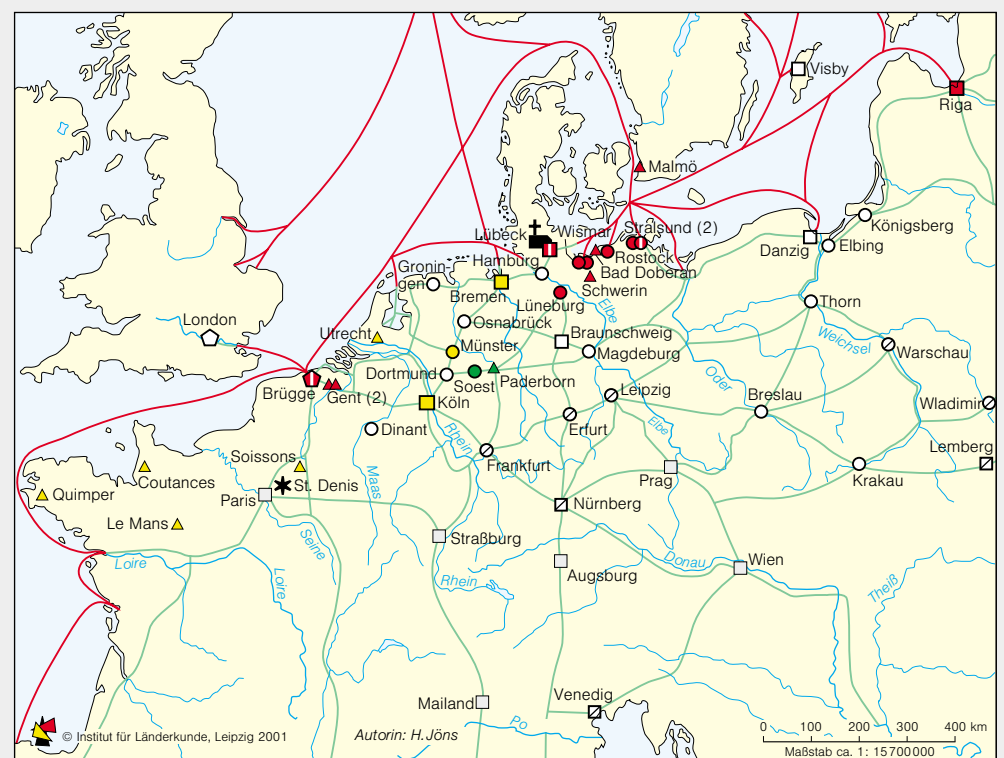 Visby
Riga
Malmö
Königsberg
Lübeck
Wismar
Stralsund (2)
Danzig
Elbing
Hamburg
Rostock
Bad Doberan
Gronin-
gen
Bremen
Schwerin
Lüneburg
Elbe
Thorn
London
Utrecht
Osnabrück
Braunschweig
Weichsel
Münster
Magdeburg
Warschau
Dortmund
Soest
Paderborn
Oder
Brügge
Gent (2)
Köln
Leipzig
Breslau
Wladimir
Dinant
Rhein
Erfurt
Elbe
Lemberg
Soissons
Frankfurt
Coutances
Maas
St. Denis
Prag
Krakau
Quimper
Paris
Nürnberg
Le Mans
Seine
Straßburg
Loire
Donau
Wien
Loire
Rhein
Augsburg
Theiß
Mailand
Venedig
Po
© Institut für Länderkunde, Leipzig 2001
Autorin: H.Jöns
0 100 200 300 400 km
Maßstab ca. 1: 15700000